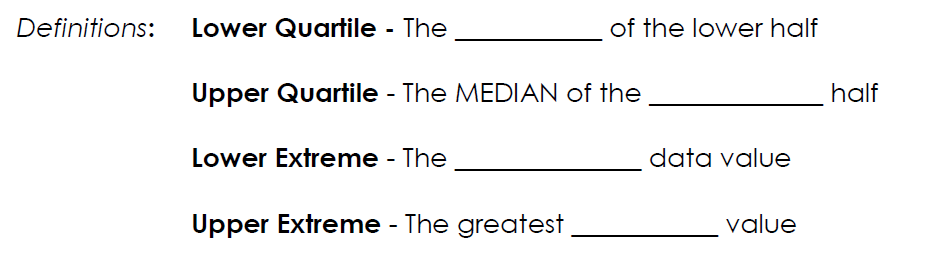 Definitions: Lower Quartile - The ___________ of the lower half
Upper Quartile - The MEDIAN of the _____________ half
Lower Extreme - The ______________ data value
Upper Extreme - The greatest ___________ value